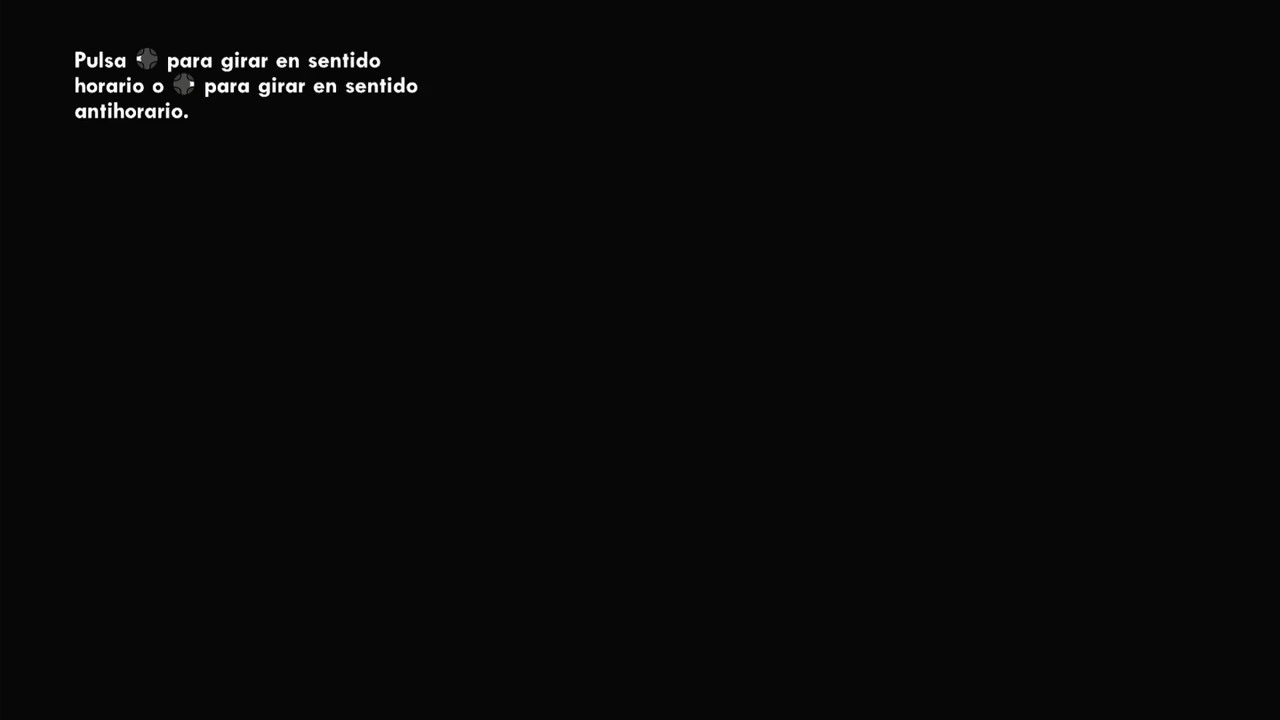 Pulsa para girar en sentido
horario o para girar en sentido
antihorario.